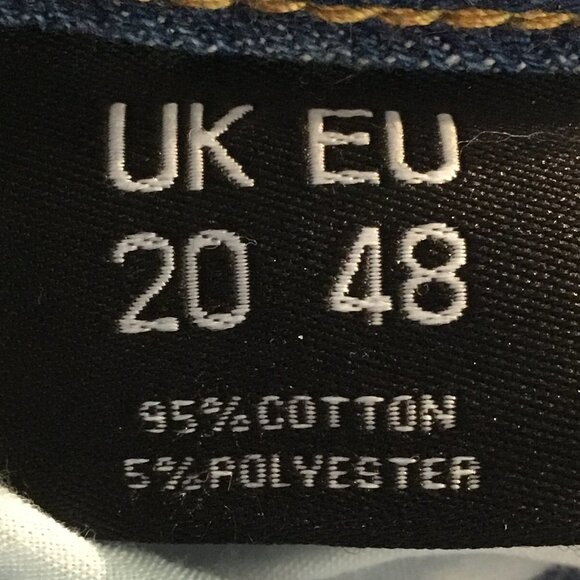 UK EU
20 48
95% COTTON
5% POLYESTER